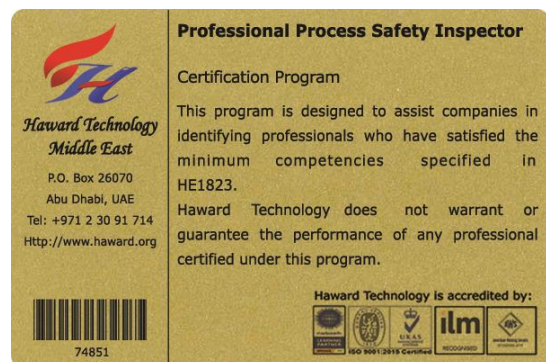 Haward Technology
Middle East
P.O. Box 26070
Abu Dhabi, UAE
Tel: +971 2 30 91 714
Http://www.haward.org
74851
Professional Process Safety Inspector
Certification Program
This program is designed to assist companies in
identifying professionals who have satisfied the
minimum competencies specified in
HE1823.
Haward Technology does not warrant or
guarantee the performance of any professional
certified under this program.
Haward Technology is accredited by:
UKAS
ilm
RECOGNISED
ISO 9001:2015 Certified